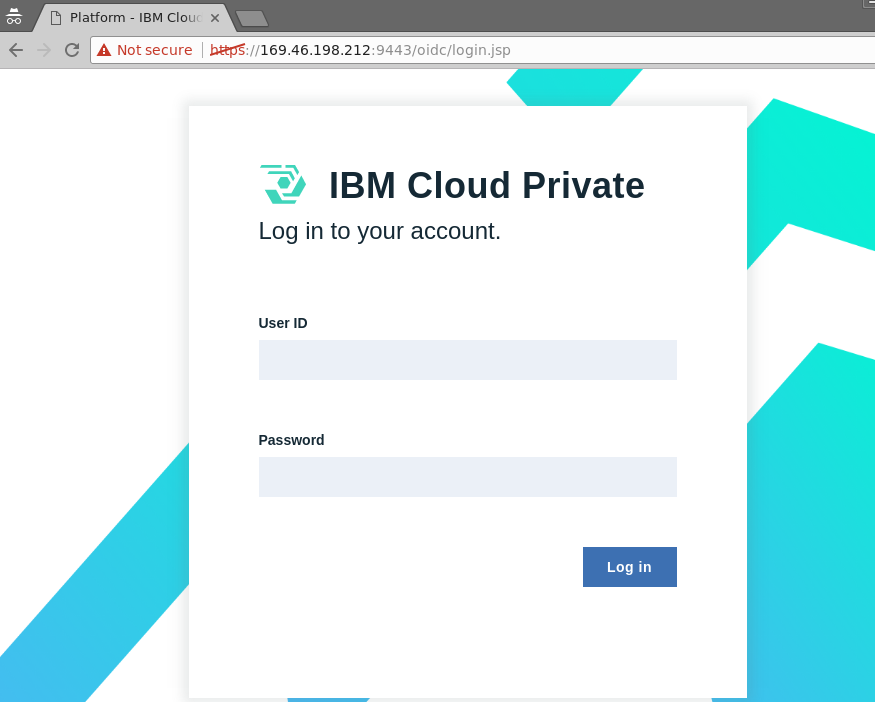 Platform - IBM Clou
Not secure https://169.46.198.212:9443/oidc/login.jsp
IBM Cloud Private
Log in to your account.
User ID
Password
Log in